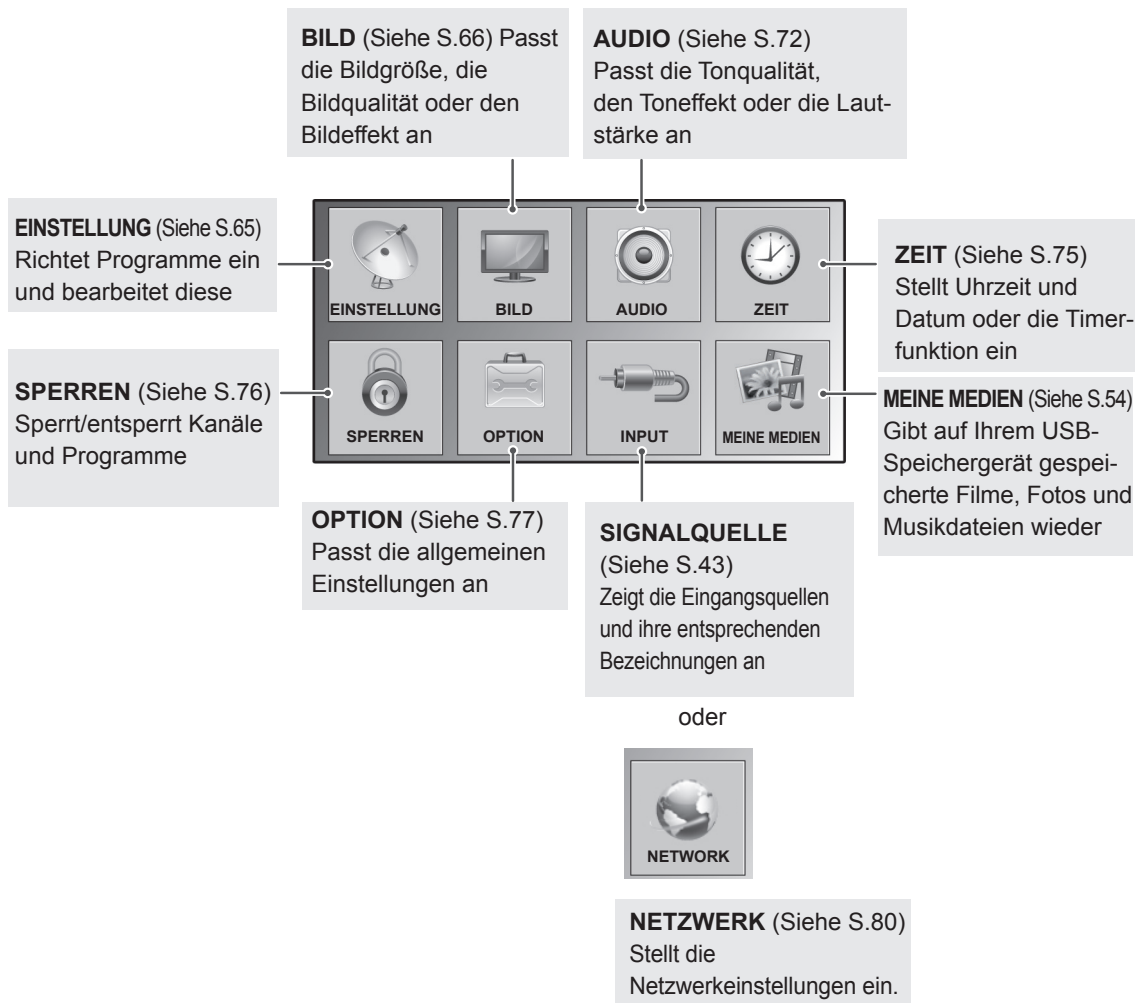 BILD (Siehe S.66) Passt
die Bildgröße, die
Bildqualität oder den
Bildeffekt an
AUDIO (Siehe S.72)
Passt die Tonqualität,
den Toneffekt oder die Laut-
stärke an
EINSTELLUNG (Siehe S.65)
Richtet Programme ein
und bearbeitet diese
EINSTELLUNG
BILD
AUDIO
ZEIT
ZEIT (Siehe S.75)
Stellt Uhrzeit und
Datum oder die Timer-
funktion ein
SPERREN (Siehe S.76)
Sperrt/entsperrt Kanäle
und Programme
SPERREN
OPTION
INPUT
MEINE MEDIEN
MEINE MEDIEN (Siehe S.54)
Gibt auf Ihrem USB-
Speichergerät gespei-
cherte Filme, Fotos und
Musikdateien wieder
OPTION (Siehe S.77)
Passt die allgemeinen
Einstellungen an
SIGNALQUELLE
(Siehe S.43)
Zeigt die Eingangsquellen
und ihre entsprechenden
Bezeichnungen an
oder
NETWORK
NETZWERK (Siehe S.80)
Stellt die
Netzwerkeinstellungen ein.